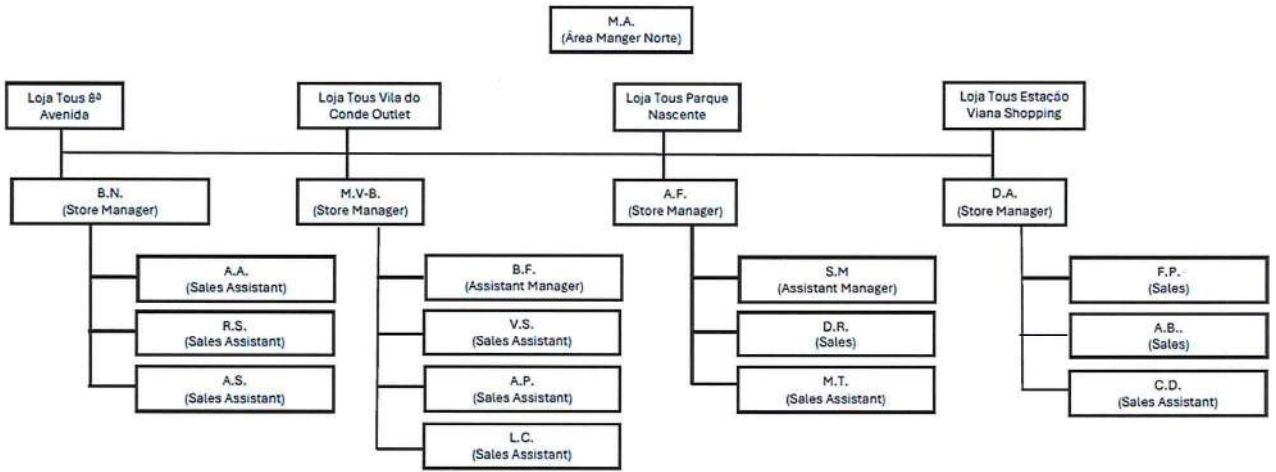 M.A.
(Área Manger Norte)
Loja Tous 8ª
Avenida
Loja Tous Vila do
Conde Outlet
Loja Tous Parque
Nascente
Loja Tous Estação
Viana Shopping
B.N.
(Store Manager)
M.V-B.
(Store Manager)
A.F.
(Store Manager)
D.A.
(Store Manager)
A.A.
(Sales Assistant)
R.S.
(Sales Assistant)
A.S.
(Sales Assistant)
B.F.
(Assistant Manager)
V.S.
(Sales Assistant)
A.P.
(Sales Assistant)
L.C.
(Sales Assistant)
S.M
(Assistant Manager)
D.R.
(Sales)
M.T.
(Sales Assistant)
F.P.
(Sales)
A.B..
(Sales)
C.D.
(Sales Assistant)